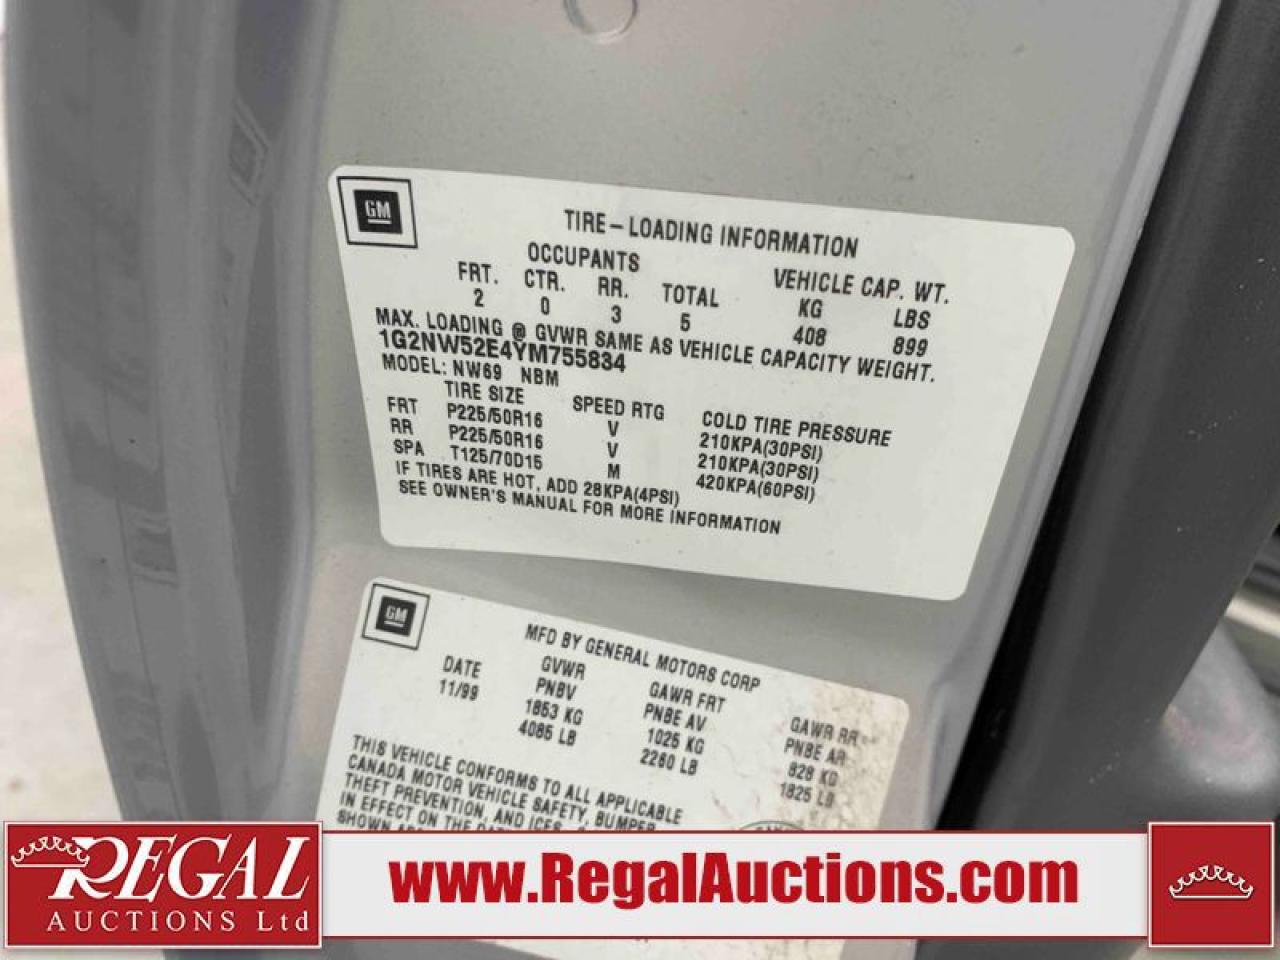 GM
TIRE-LOADING INFORMATION
OCCUPANTS VEHICLE CAP. WT.
FRT. CTR. RR. TOTAL KG LBS
2 0 3 5 408 899
MAX. LOADING @ GVWR SAME AS VEHICLE CAPACITY WEIGHT.
1G2NW52E4YM755834
MODEL: NW69 NBM
TIRE SIZE SPEED RTG COLD TIRE PRESSURE
FRT P225/50R16 V 210KPA(30PSI)
RR P225/50R16 V 210KPA(30PSI)
SPA T125/70D15 M 420KPA(60PSI)
IF TIRES ARE HOT, ADD 28KPA(4PSI)
SEE OWNER'S MANUAL FOR MORE INFORMATION
GM
MFD BY GENERAL MOTORS CORP
DATE GVWR GAWR FRT GAWR RR
11/99 PNBV PNBE AV PNBE AR
1853 KG 1025 KG 828 KG
4085 LB 2260 LB 1825 LB
THIS VEHICLE CONFORMS TO ALL APPLICABLE
CANADA MOTOR VEHICLE SAFETY, BUMPER
THEFT PREVENTION, AND ICES
IN EFFECT ON THE
SHOWN
REGAL
AUCTIONS Ltd
www.RegalAuctions.com